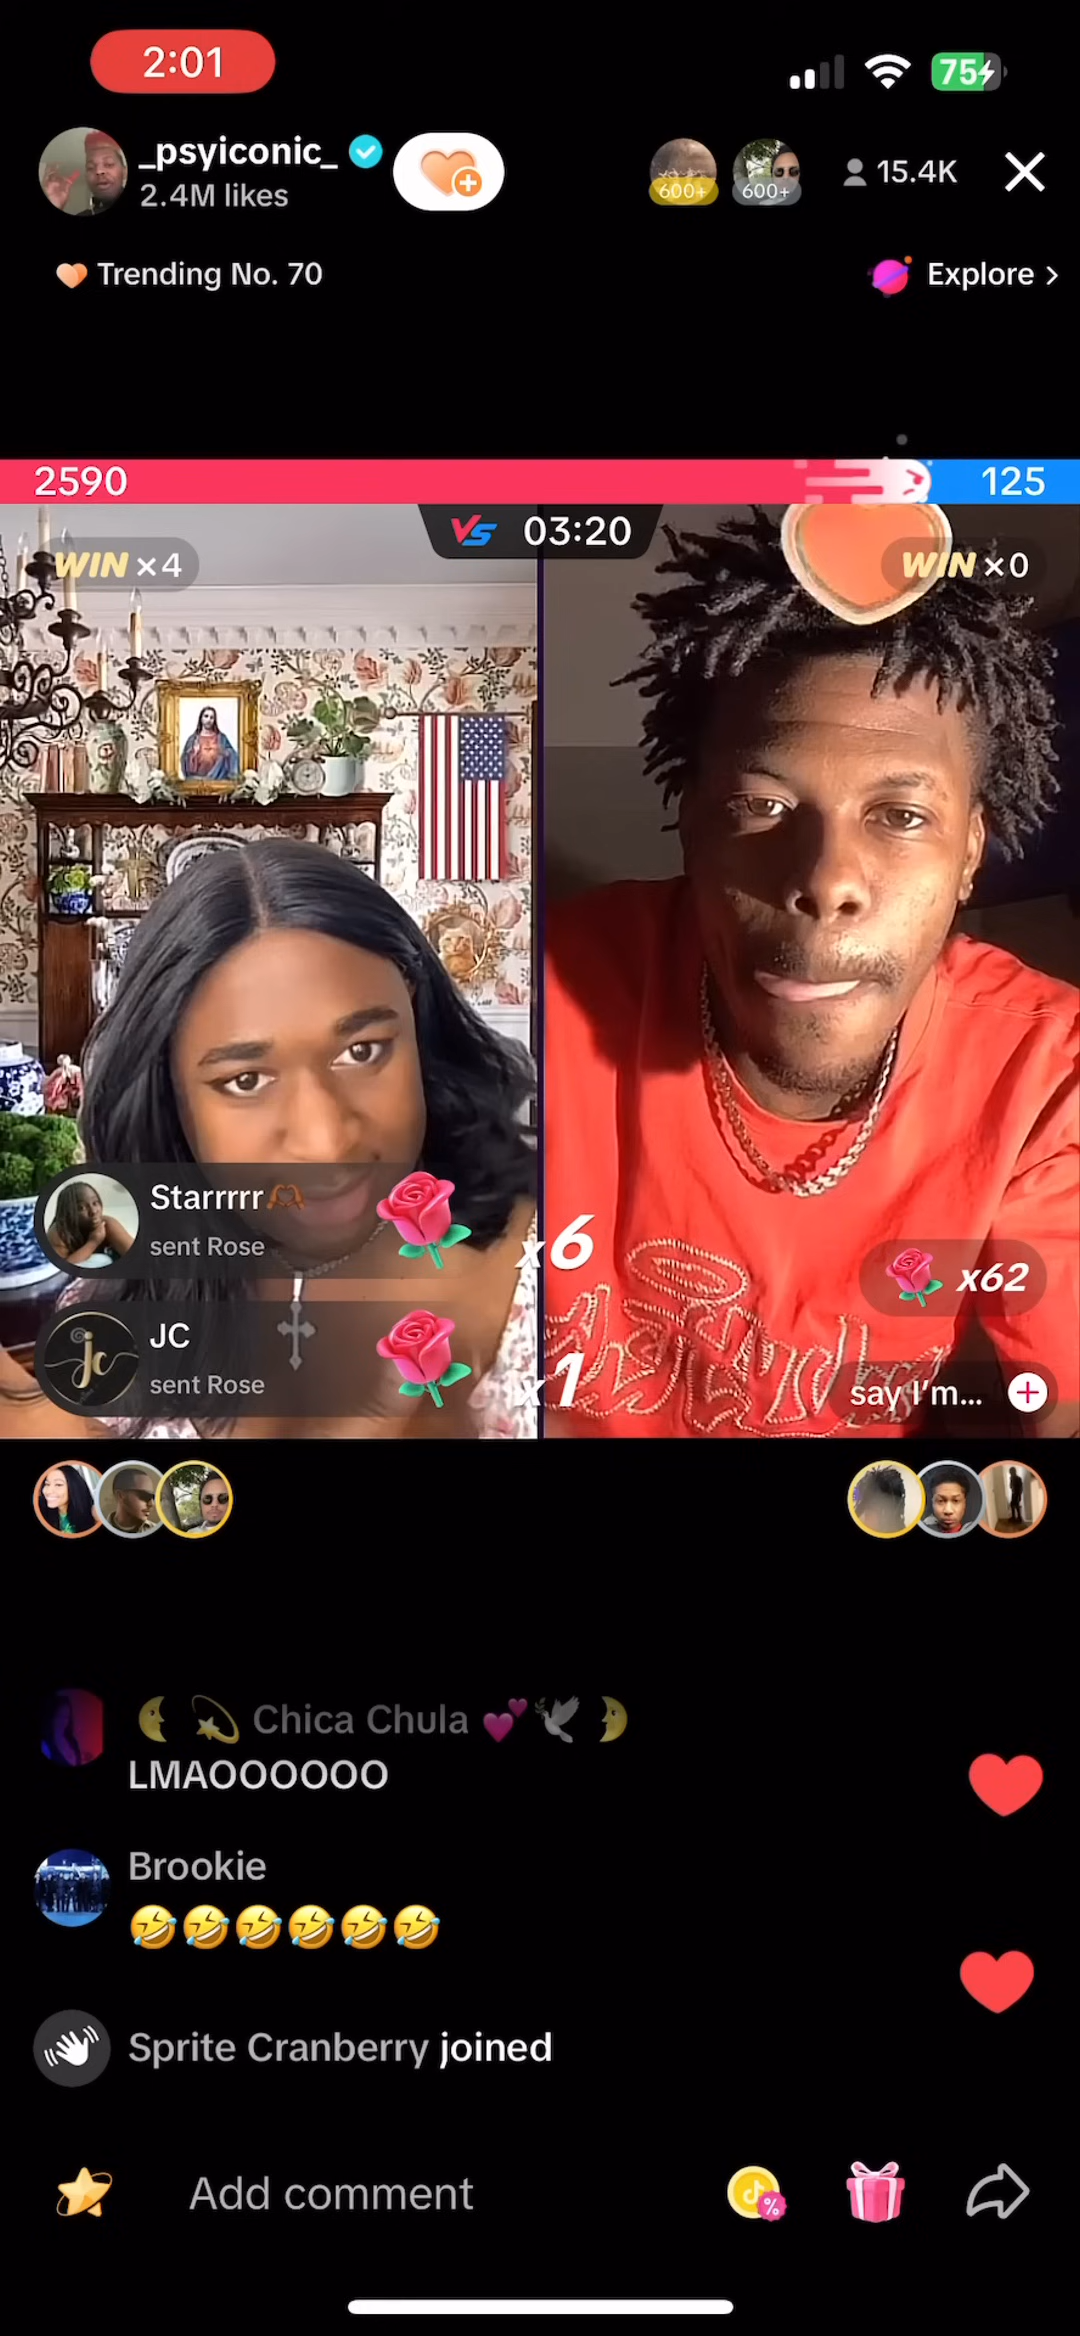 2:01
75
_psyiconic_
2.4M likes
600+
600+
15.4K
Trending No. 70
Explore >
2590
125
VS 03:20
WIN x4
WIN x0
Starrrrr
sent Rose
x6
x62
JC
jc
sent Rose
x1
say I'm...
Chica Chula
LMAOOOOOO
Brookie
Sprite Cranberry joined
Add comment
%